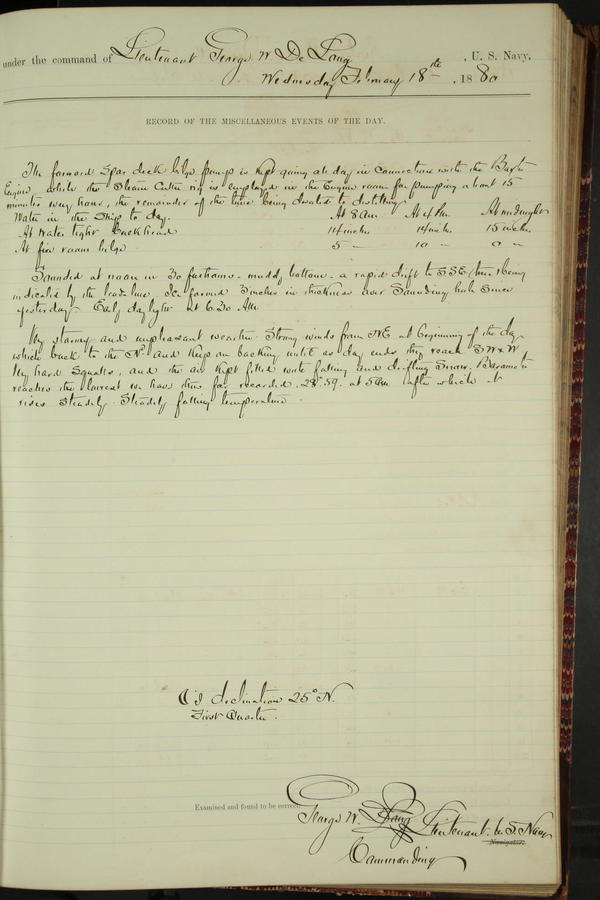 under the command of Lieutenant George W De Long , U. S. Navy,
Wednesday February 18th , 1880
RECORD OF THE MISCELLANEOUS EVENTS OF THE DAY.
The forward Spar deck bilge pump is kept going all day in connection with the Baxter
Engine while the Steam Cutter rig is employed in the Engine room for pumping about 15
minutes every hour, the remainder of the time being devoted to distilling
Water in the Ship to day. At 8 Am. At 4 Pm At midnight
At Water tight Bulkhead 14 inches 14 inches 15 inches
At fire room bilge 5 " 10 " "
Sounded at noon in 30 fathoms - muddy bottom - a rapid drift to SSE (true) being
indicated by the lead line. Ice formed 3 inches in thickness over Sounding hole since
yesterday. Early daylight at 6.30. Am
Very stormy and unpleasant weather. Strong winds from NE at beginning of the day
which back to the N and keep on backing until as day ends they reach SW x W
Very hard squalls, and the air kept filled with falling and drifting snow. Barometer
reaches the lowest we have thus far recorded. 28.59. at 5 Am after which it
rises steadily. Steadily falling temperature.
☾'s declination 25° N.
First Quarter.
Examined and found to be correct.
George W. De Long Lieutenant. U.S. Navy
Navigator.
Commanding